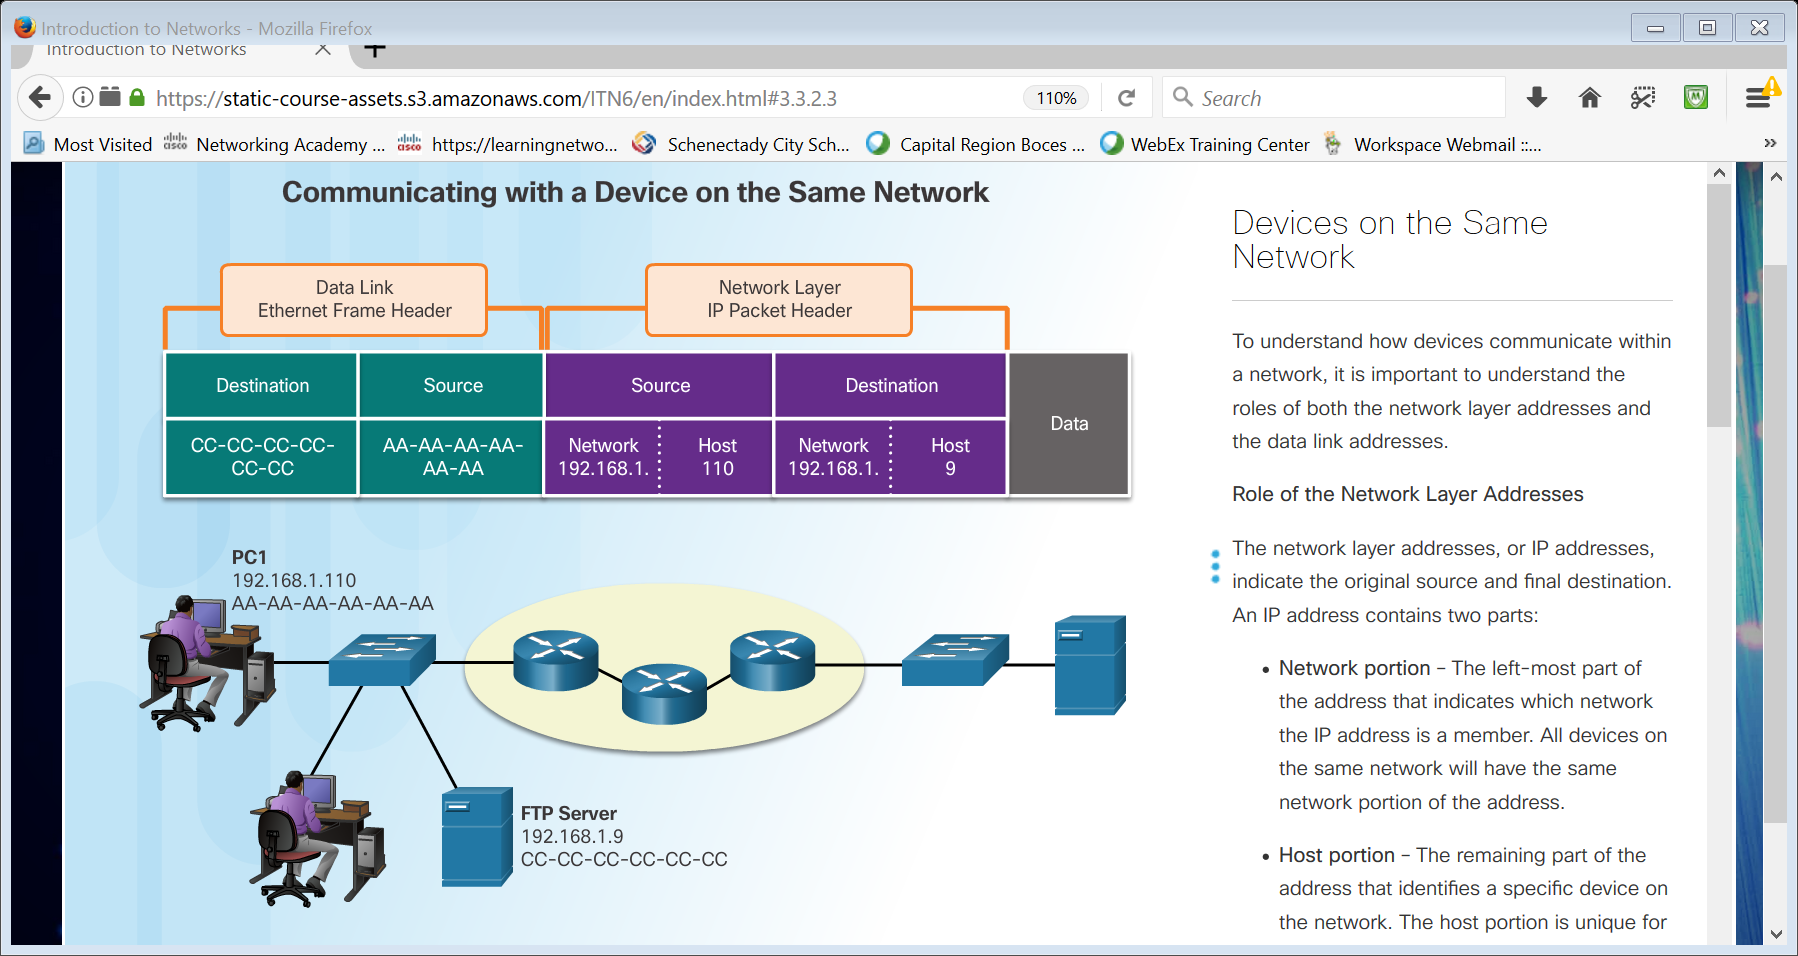 Introduction to Networks - Mozilla Firefox
Introduction to Networks
https://static-course-assets.s3.amazonaws.com/ITN6/en/index.html#3.3.2.3
110%
Search
Most Visited
Networking Academy ...
https://learningnetwo...
Schenectady City Sch...
Capital Region Boces ...
WebEx Training Center
Workspace Webmail ::...
Communicating with a Device on the Same Network
Data Link
Ethernet Frame Header
Network Layer
IP Packet Header
Destination
Source
Source
Destination
Data
CC-CC-CC-CC-
CC-CC
AA-AA-AA-AA-
AA-AA
Network
192.168.1.
Host
110
Network
192.168.1.
Host
9
PC1
192.168.1.110
AA-AA-AA-AA-AA-AA
FTP Server
192.168.1.9
CC-CC-CC-CC-CC-CC
Devices on the Same
Network
To understand how devices communicate within
a network, it is important to understand the
roles of both the network layer addresses and
the data link addresses.
Role of the Network Layer Addresses
The network layer addresses, or IP addresses,
indicate the original source and final destination.
An IP address contains two parts:
• Network portion – The left-most part of
the address that indicates which network
the IP address is a member. All devices on
the same network will have the same
network portion of the address.
• Host portion – The remaining part of the
address that identifies a specific device on
the network. The host portion is unique for